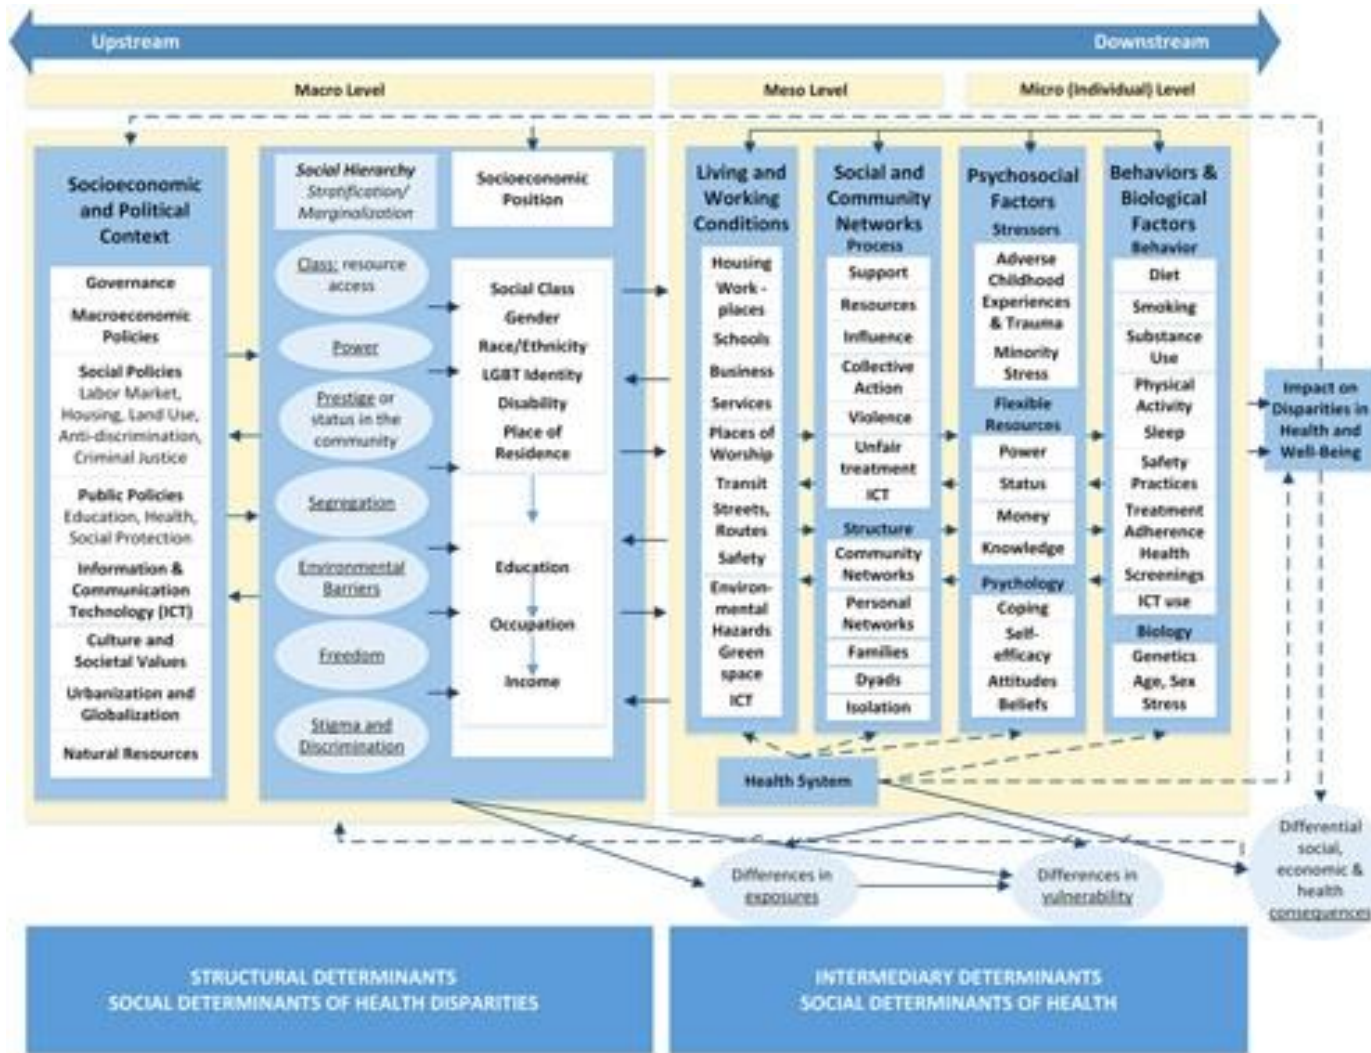 Upstream
Downstream
Macro Level
Meso Level
Micro (Individual) Level
Socioeconomic
and Political
Context
Governance
Macroeconomic
Policies
Social Policies
Labor Market,
Housing, Land Use,
Anti-discrimination,
Criminal Justice
Public Policies
Education, Health,
Social Protection
Information &
Communication
Technology (ICT)
Culture and
Societal Values
Urbanization and
Globalization
Natural Resources
Social Hierarchy
Stratification/
Marginalization
Class: resource
access
Power
Prestige or
status in the
community
Segregation
Environmental
Barriers
Freedom
Stigma and
Discrimination
Socioeconomic
Position
Social Class
Gender
Race/Ethnicity
LGBT Identity
Disability
Place of
Residence
Education
Occupation
Income
Living and
Working
Conditions
Housing
Work -
places
Schools
Business
Services
Places of
Worship
Transit
Streets,
Routes
Safety
Environ-
mental
Hazards
Green
space
ICT
Social and
Community
Networks
Process
Support
Resources
Influence
Collective
Action
Violence
Unfair
treatment
ICT
Structure
Community
Networks
Personal
Networks
Families
Dyads
Isolation
Psychosocial
Factors
Stressors
Adverse
Childhood
Experiences
& Trauma
Minority
Stress
Flexible
Resources
Power
Status
Money
Knowledge
Psychology
Coping
Self-
efficacy
Attitudes
Beliefs
Behaviors &
Biological
Factors
Behavior
Diet
Smoking
Substance
Use
Physical
Activity
Sleep
Safety
Practices
Treatment
Adherence
Health
Screenings
ICT use
Biology
Genetics
Age, Sex
Stress
Impact on
Disparities in
Health and
Well-Being
Health System
Differences in
exposures
Differences in
vulnerability
Differential
social,
economic &
health
consequences
STRUCTURAL DETERMINANTS
SOCIAL DETERMINANTS OF HEALTH DISPARITIES
INTERMEDIARY DETERMINANTS
SOCIAL DETERMINANTS OF HEALTH